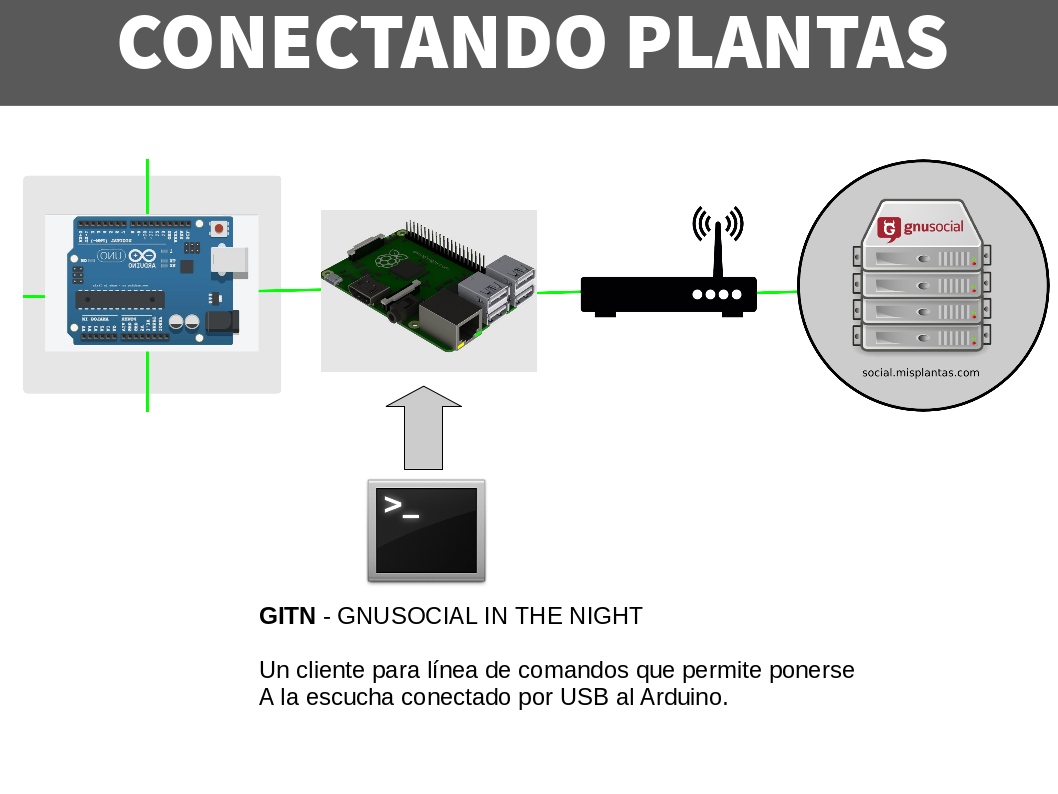 CONECTANDO PLANTAS
gnusocial
social.misplantas.com
>_
GITN - GNUSOCIAL IN THE NIGHT
Un cliente para línea de comandos que permite ponerse
A la escucha conectado por USB al Arduino.